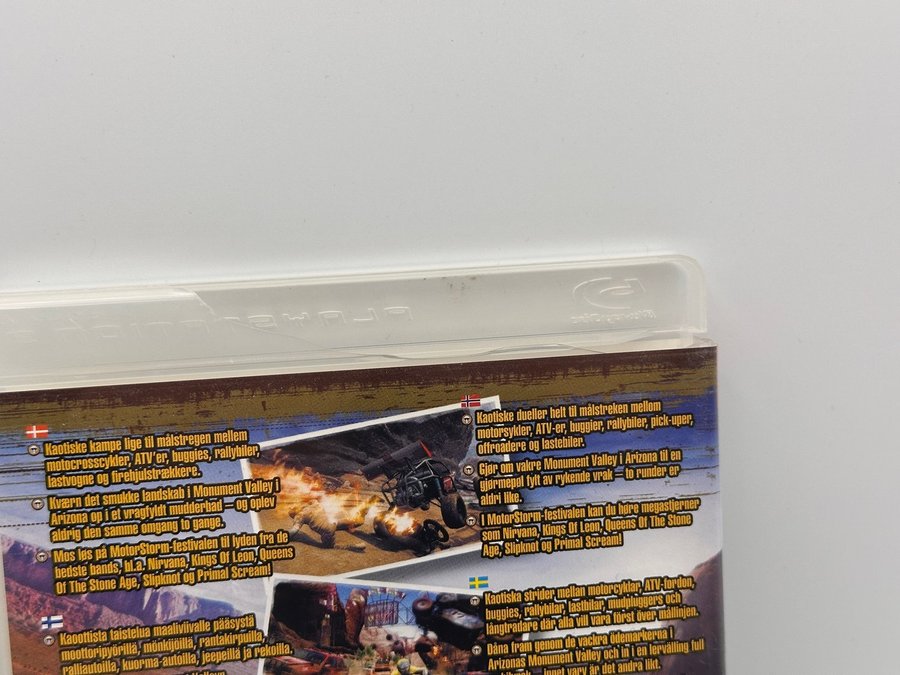 Kaotiske kampe lige til målstregen mellem
motocrosscykler, ATV'er, buggies, rallybiler,
lastvogne og firehjulstrækkere.
Kværn det smukke landskab i Monument Valley i
Arizona op i et vragfyldt mudderbad – og oplev
aldrig den samme omgang to gange.
Mos løs på MotorStorm-festivalen til lyden fra de
bedste bands, bl.a. Nirvana, Kings Of Leon, Queens
Of The Stone Age, Slipknot og Primal Scream!
Kaoottista taistelua maaliviivalle pääsystä
moottoripyörillä, mönkijöillä, rantakirpuilla,
ralliautoilla, kuorma-autoilla, jeepeillä ja rekoilla.
Kaotiske dueller helt til målstreken mellom
motorsykler, ATV-er, buggier, rallybiler, pick-uper,
offroadere og lastebiler.
Gjør om vakre Monument Valley i Arizona til en
gjørmepøl fylt av rykende vrak – to runder er
aldri like.
I MotorStorm-festivalen kan du høre megastjerner
som Nirvana, Kings Of Leon, Queens Of The Stone
Age, Slipknot og Primal Scream!
Kaotiska strider mellan motorcyklar, ATV-fordon,
buggies, rallybilar, lastbilar, mudpluggers och
långtradare där alla vill vara först över mållinjen.
Dåna fram genom de vackra ödemarkerna i
Arizonas Monument Valley och in i en lervälling full
inget varv är det andra likt.
PLAYSTATION